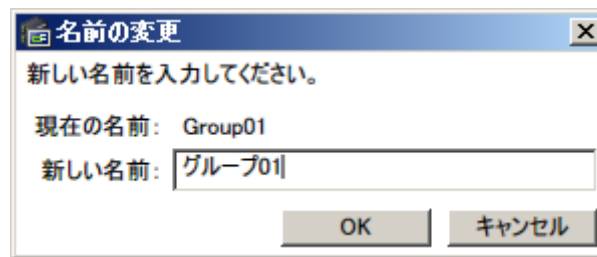 名前の変更
新しい名前を入力してください。
現在の名前: Group01
新しい名前: グループ01
OK キャンセル